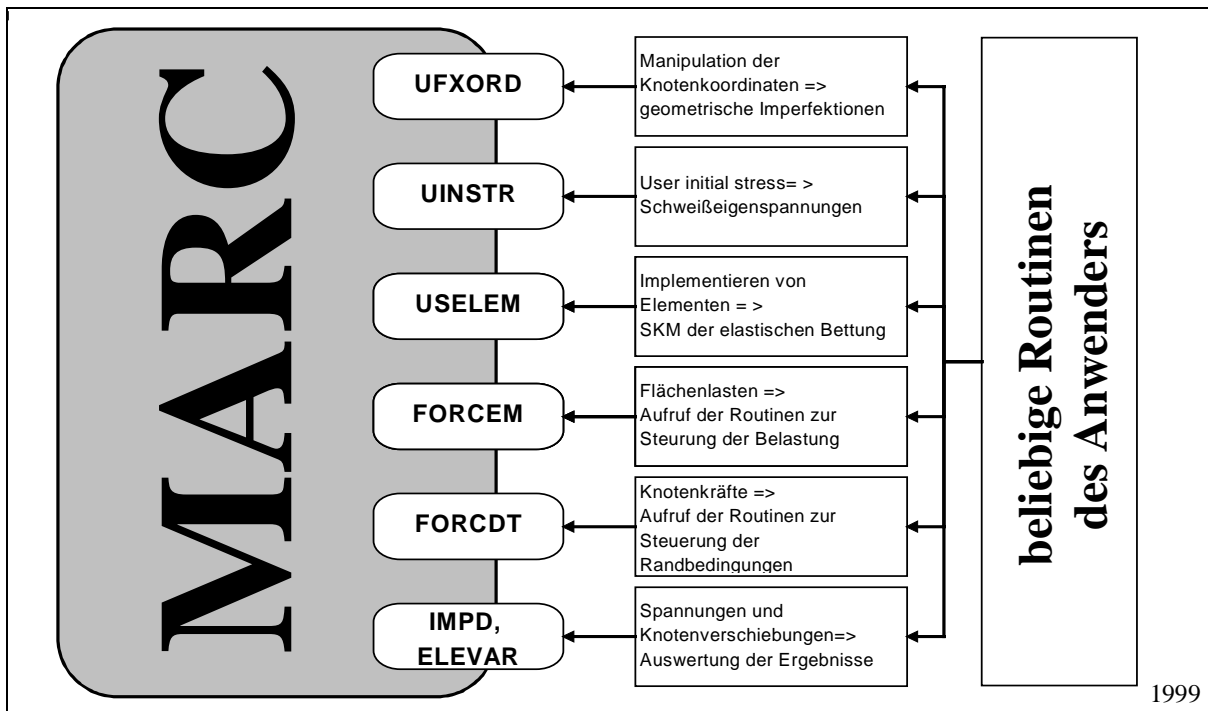 MARC
UFXORD
Manipulation der
Knotenkoordinaten =>
geometrische Imperfektionen
UINSTR
User initial stress= >
Schweißeigenspannungen
USELEM
Implementieren von
Elementen = >
SKM der elastischen Bettung
FORCEM
Flächenlasten =>
Aufruf der Routinen zur
Steurung der Belastung
FORCDT
Knotenkräfte =>
Aufruf der Routinen zur
Steuerung der
Randbedingungen
IMPD,
ELEVAR
Spannungen und
Knotenverschiebungen=>
Auswertung der Ergebnisse
beliebige Routinen
des Anwenders
1999